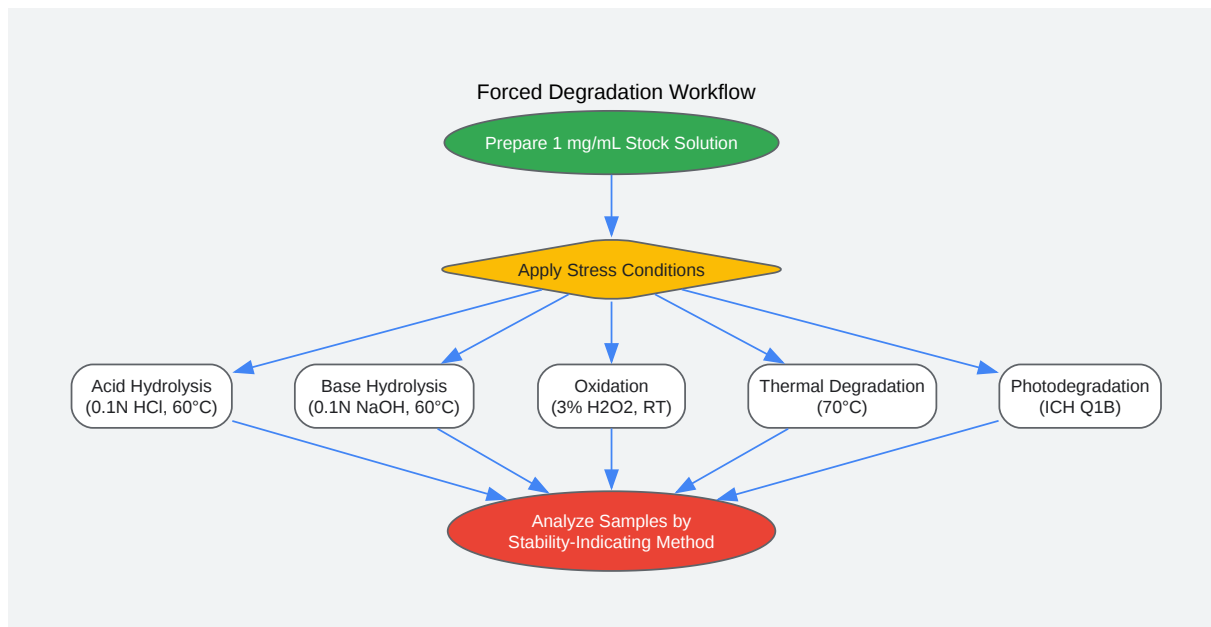 Forced Degradation Workflow
Prepare 1 mg/mL Stock Solution
Apply Stress Conditions
Acid Hydrolysis
(0.1N HCl, 60°C)
Base Hydrolysis
(0.1N NaOH, 60°C)
Oxidation
(3% H2O2, RT)
Thermal Degradation
(70°C)
Photodegradation
(ICH Q1B)
Analyze Samples by
Stability-Indicating Method